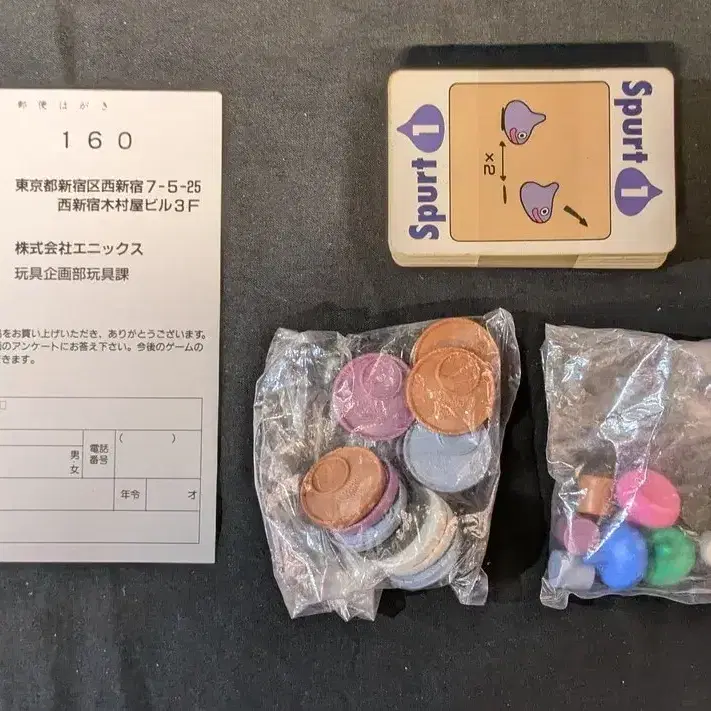 郵便はがき
160
東京都新宿区西新宿7-5-25
西新宿木村屋ビル3F
株式会社エニックス
玩具企画部玩具課
をお買い上げいただき、ありがとうございます。
のアンケートにお答え下さい。今後のゲームの
きます。
男・女
電話番号
( )
年令
才
Spurt 1
×2
Spurt 1